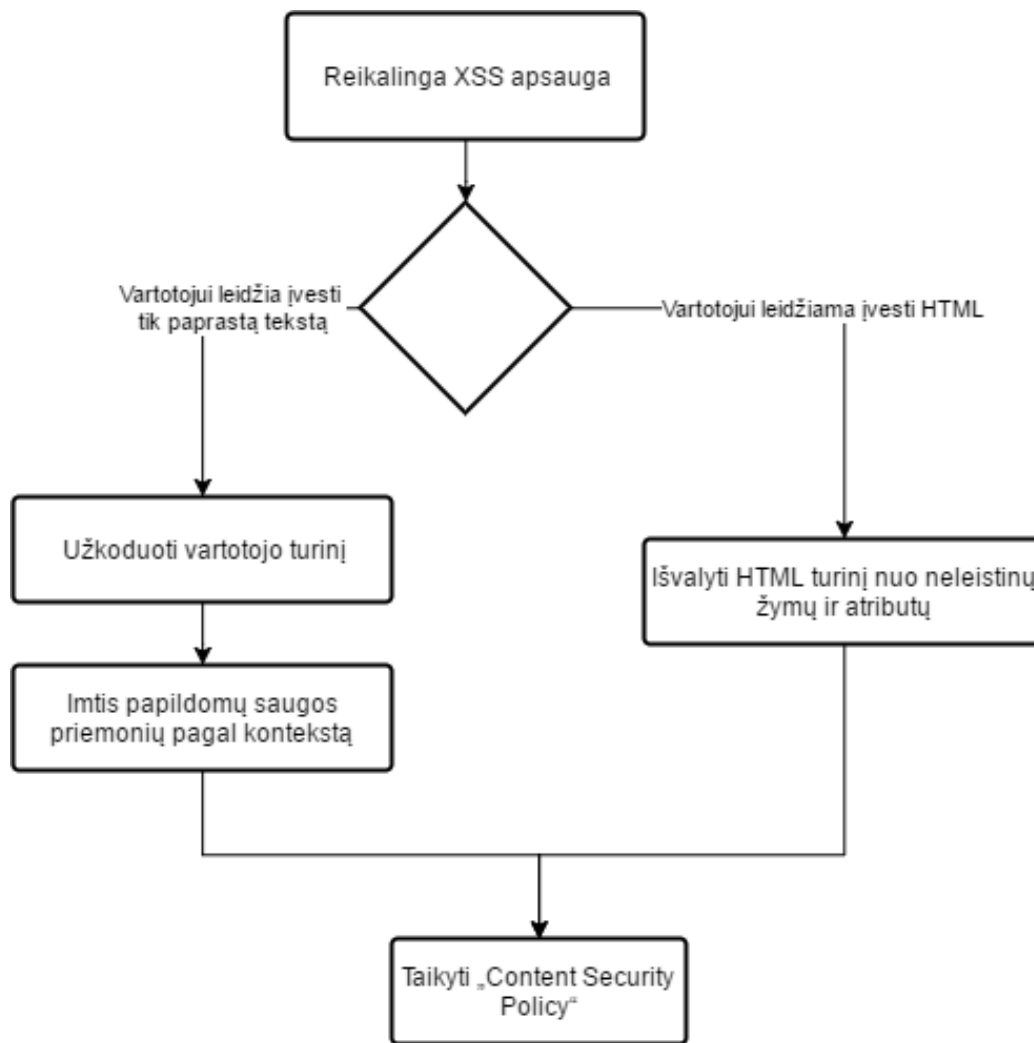 Reikalinga XSS apsauga
Vartotojui leidžia įvesti
tik paprastą tekstą
Vartotojui leidžiama įvesti HTML
Užkoduoti vartotojo turinį
Išvalyti HTML turinį nuo neleistinų
žymų ir atributų
Imtis papildomų saugos
priemonių pagal kontekstą
Taikyti „Content Security
Policy“